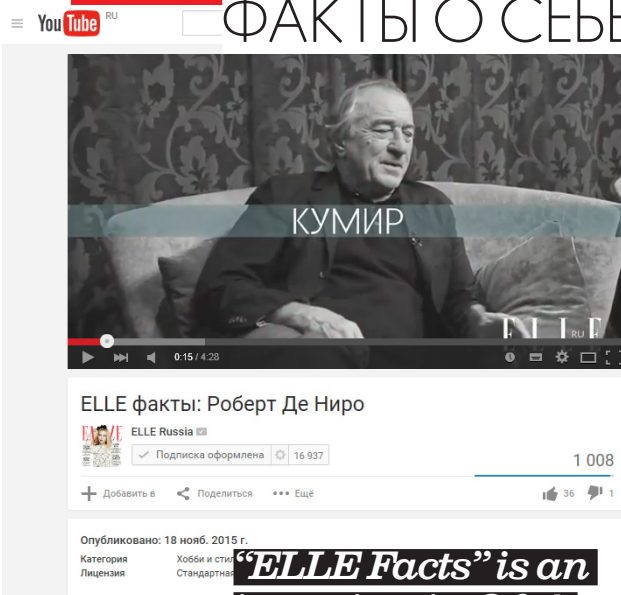 YouTube RU
ФАКТЫ О СЕБЕ
КУМИР
ELLE
RU
0:15 / 4:28
ELLE факты: Роберт Де Ниро
ELLE Russia
Подписка оформлена 16 937
1 008
Добавить в Поделиться Ещё
36 1
Опубликовано: 18 нояб. 2015 г.
Категория Хобби и стил
Лицензия Стандартная
“ELLE Facts” is an